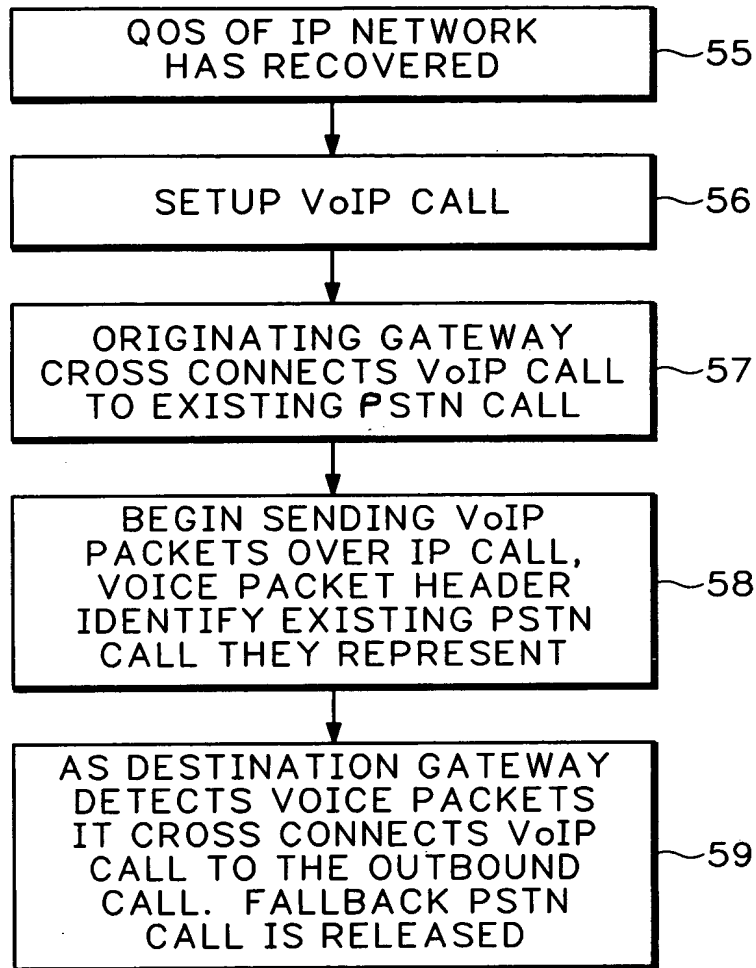 QOS OF IP NETWORK
HAS RECOVERED
55
SETUP VoIP CALL
56
ORIGINATING GATEWAY
CROSS CONNECTS VoIP CALL
TO EXISTING PSTN CALL
57
BEGIN SENDING VoIP
PACKETS OVER IP CALL,
VOICE PACKET HEADER
IDENTIFY EXISTING PSTN
CALL THEY REPRESENT
58
AS DESTINATION GATEWAY
DETECTS VOICE PACKETS
IT CROSS CONNECTS VoIP
CALL TO THE OUTBOUND
CALL. FALLBACK PSTN
CALL IS RELEASED
59